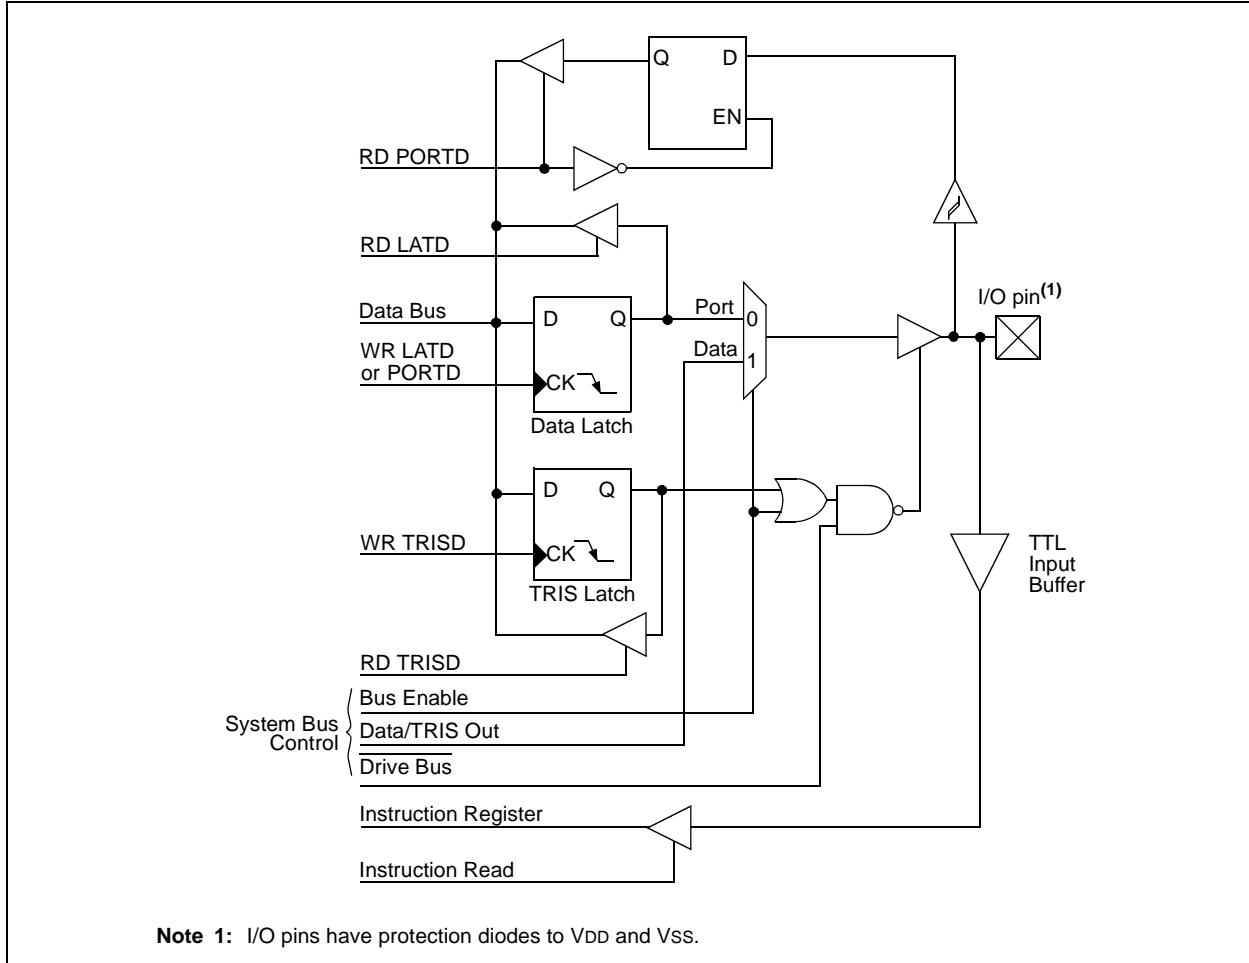 Q D
EN
RD PORTD
RD LATD
I/O pin(1)
Data Bus
D Q
Port
0
WR LATD
or PORTD
Data
1
CK
Data Latch
D Q
WR TRISD
CK
TTL
Input
Buffer
TRIS Latch
RD TRISD
Bus Enable
System Bus
Control
Data/TRIS Out
Drive Bus
Instruction Register
Instruction Read
Note 1: I/O pins have protection diodes to VDD and VSS.